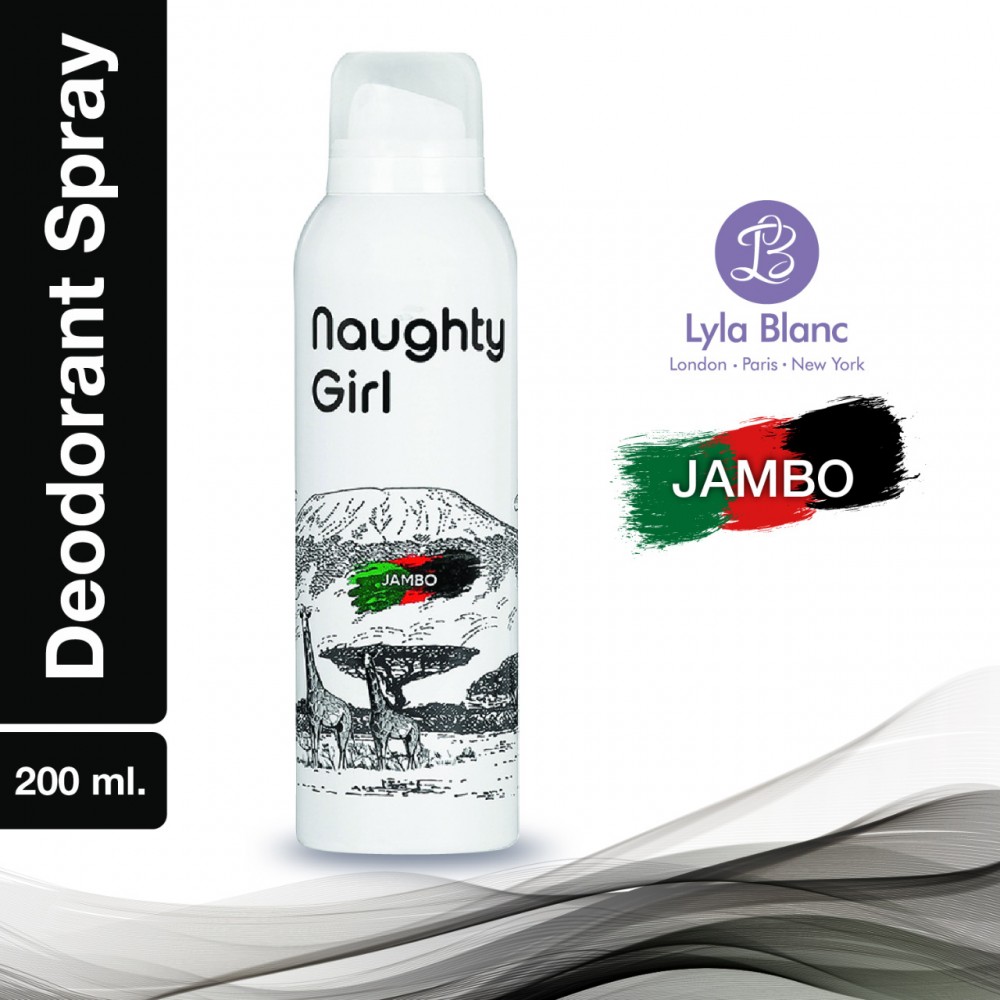 Deodorant Spray
200 ml.
Naughty
Girl
JAMBO
LB
Lyla Blanc
London • Paris • New York
JAMBO